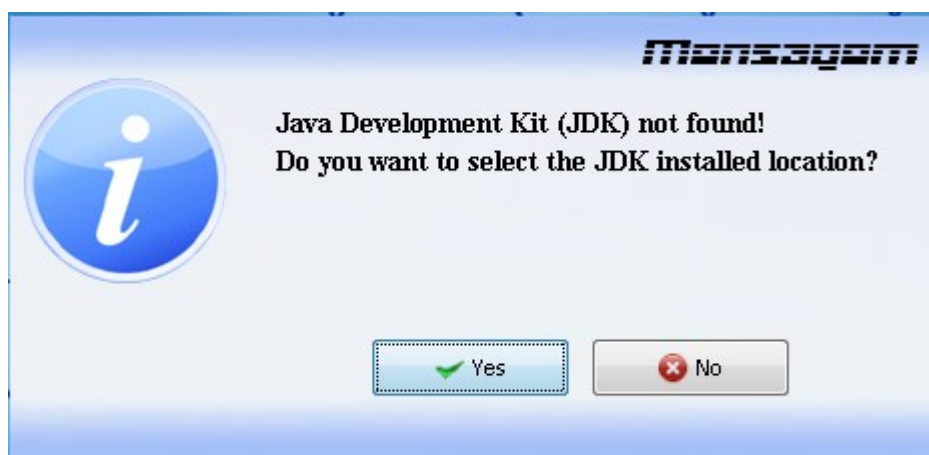 Monsagom
Java Development Kit (JDK) not found!
Do you want to select the JDK installed location?
Yes
No